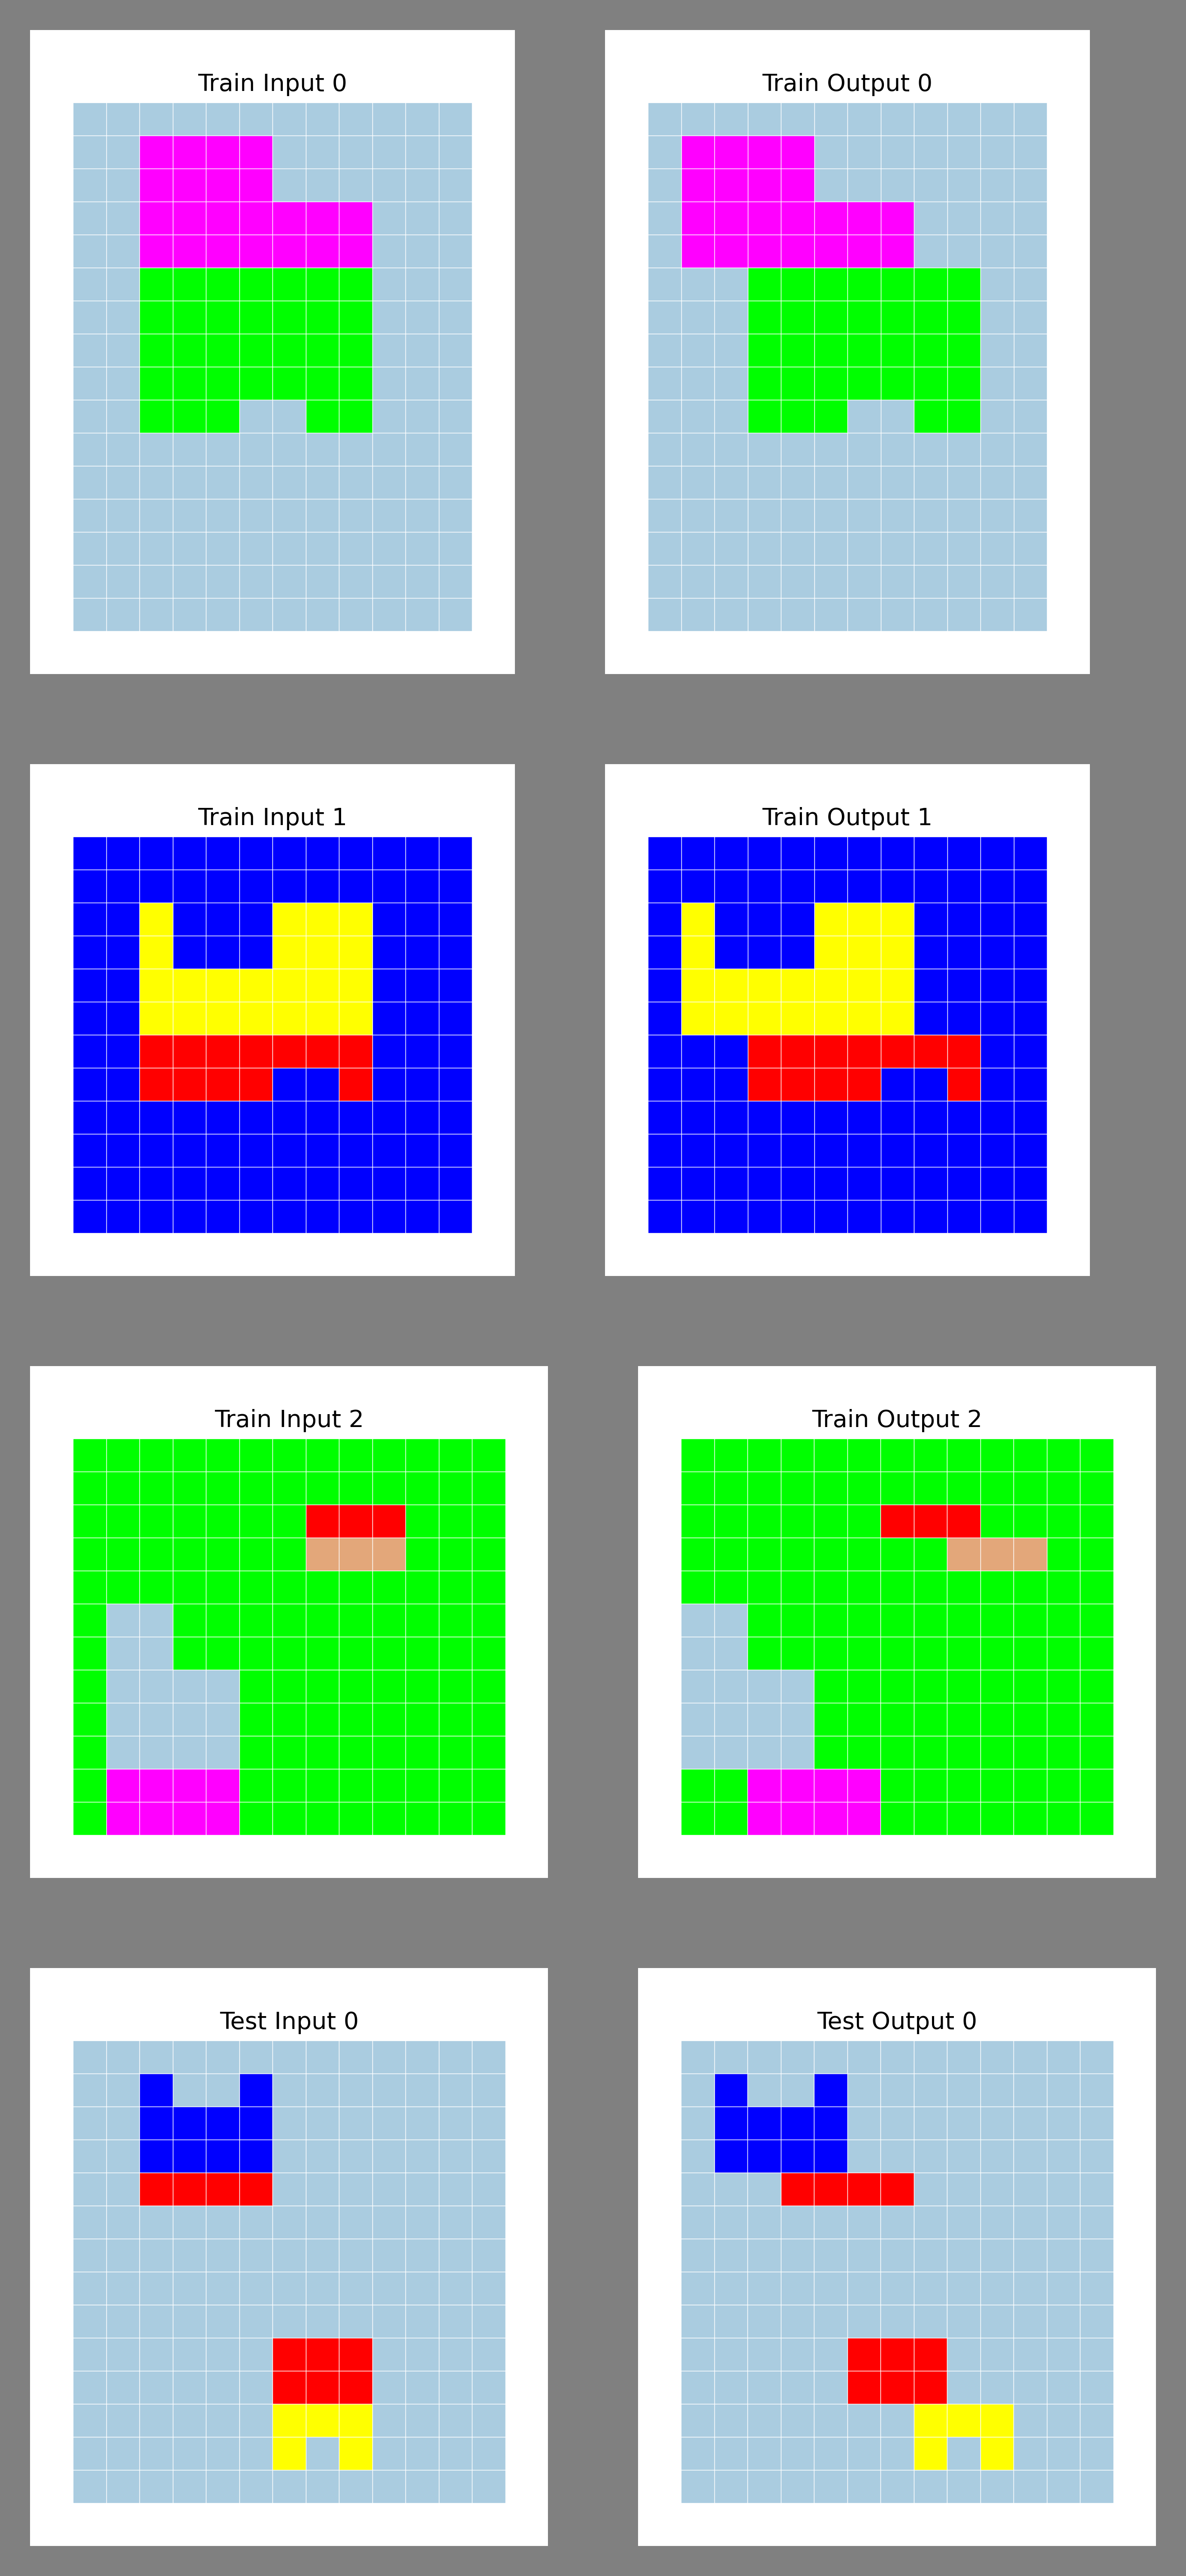 Train Input 0
Train Output 0
Train Input 1
Train Output 1
Train Input 2
Train Output 2
Test Input 0
Test Output 0